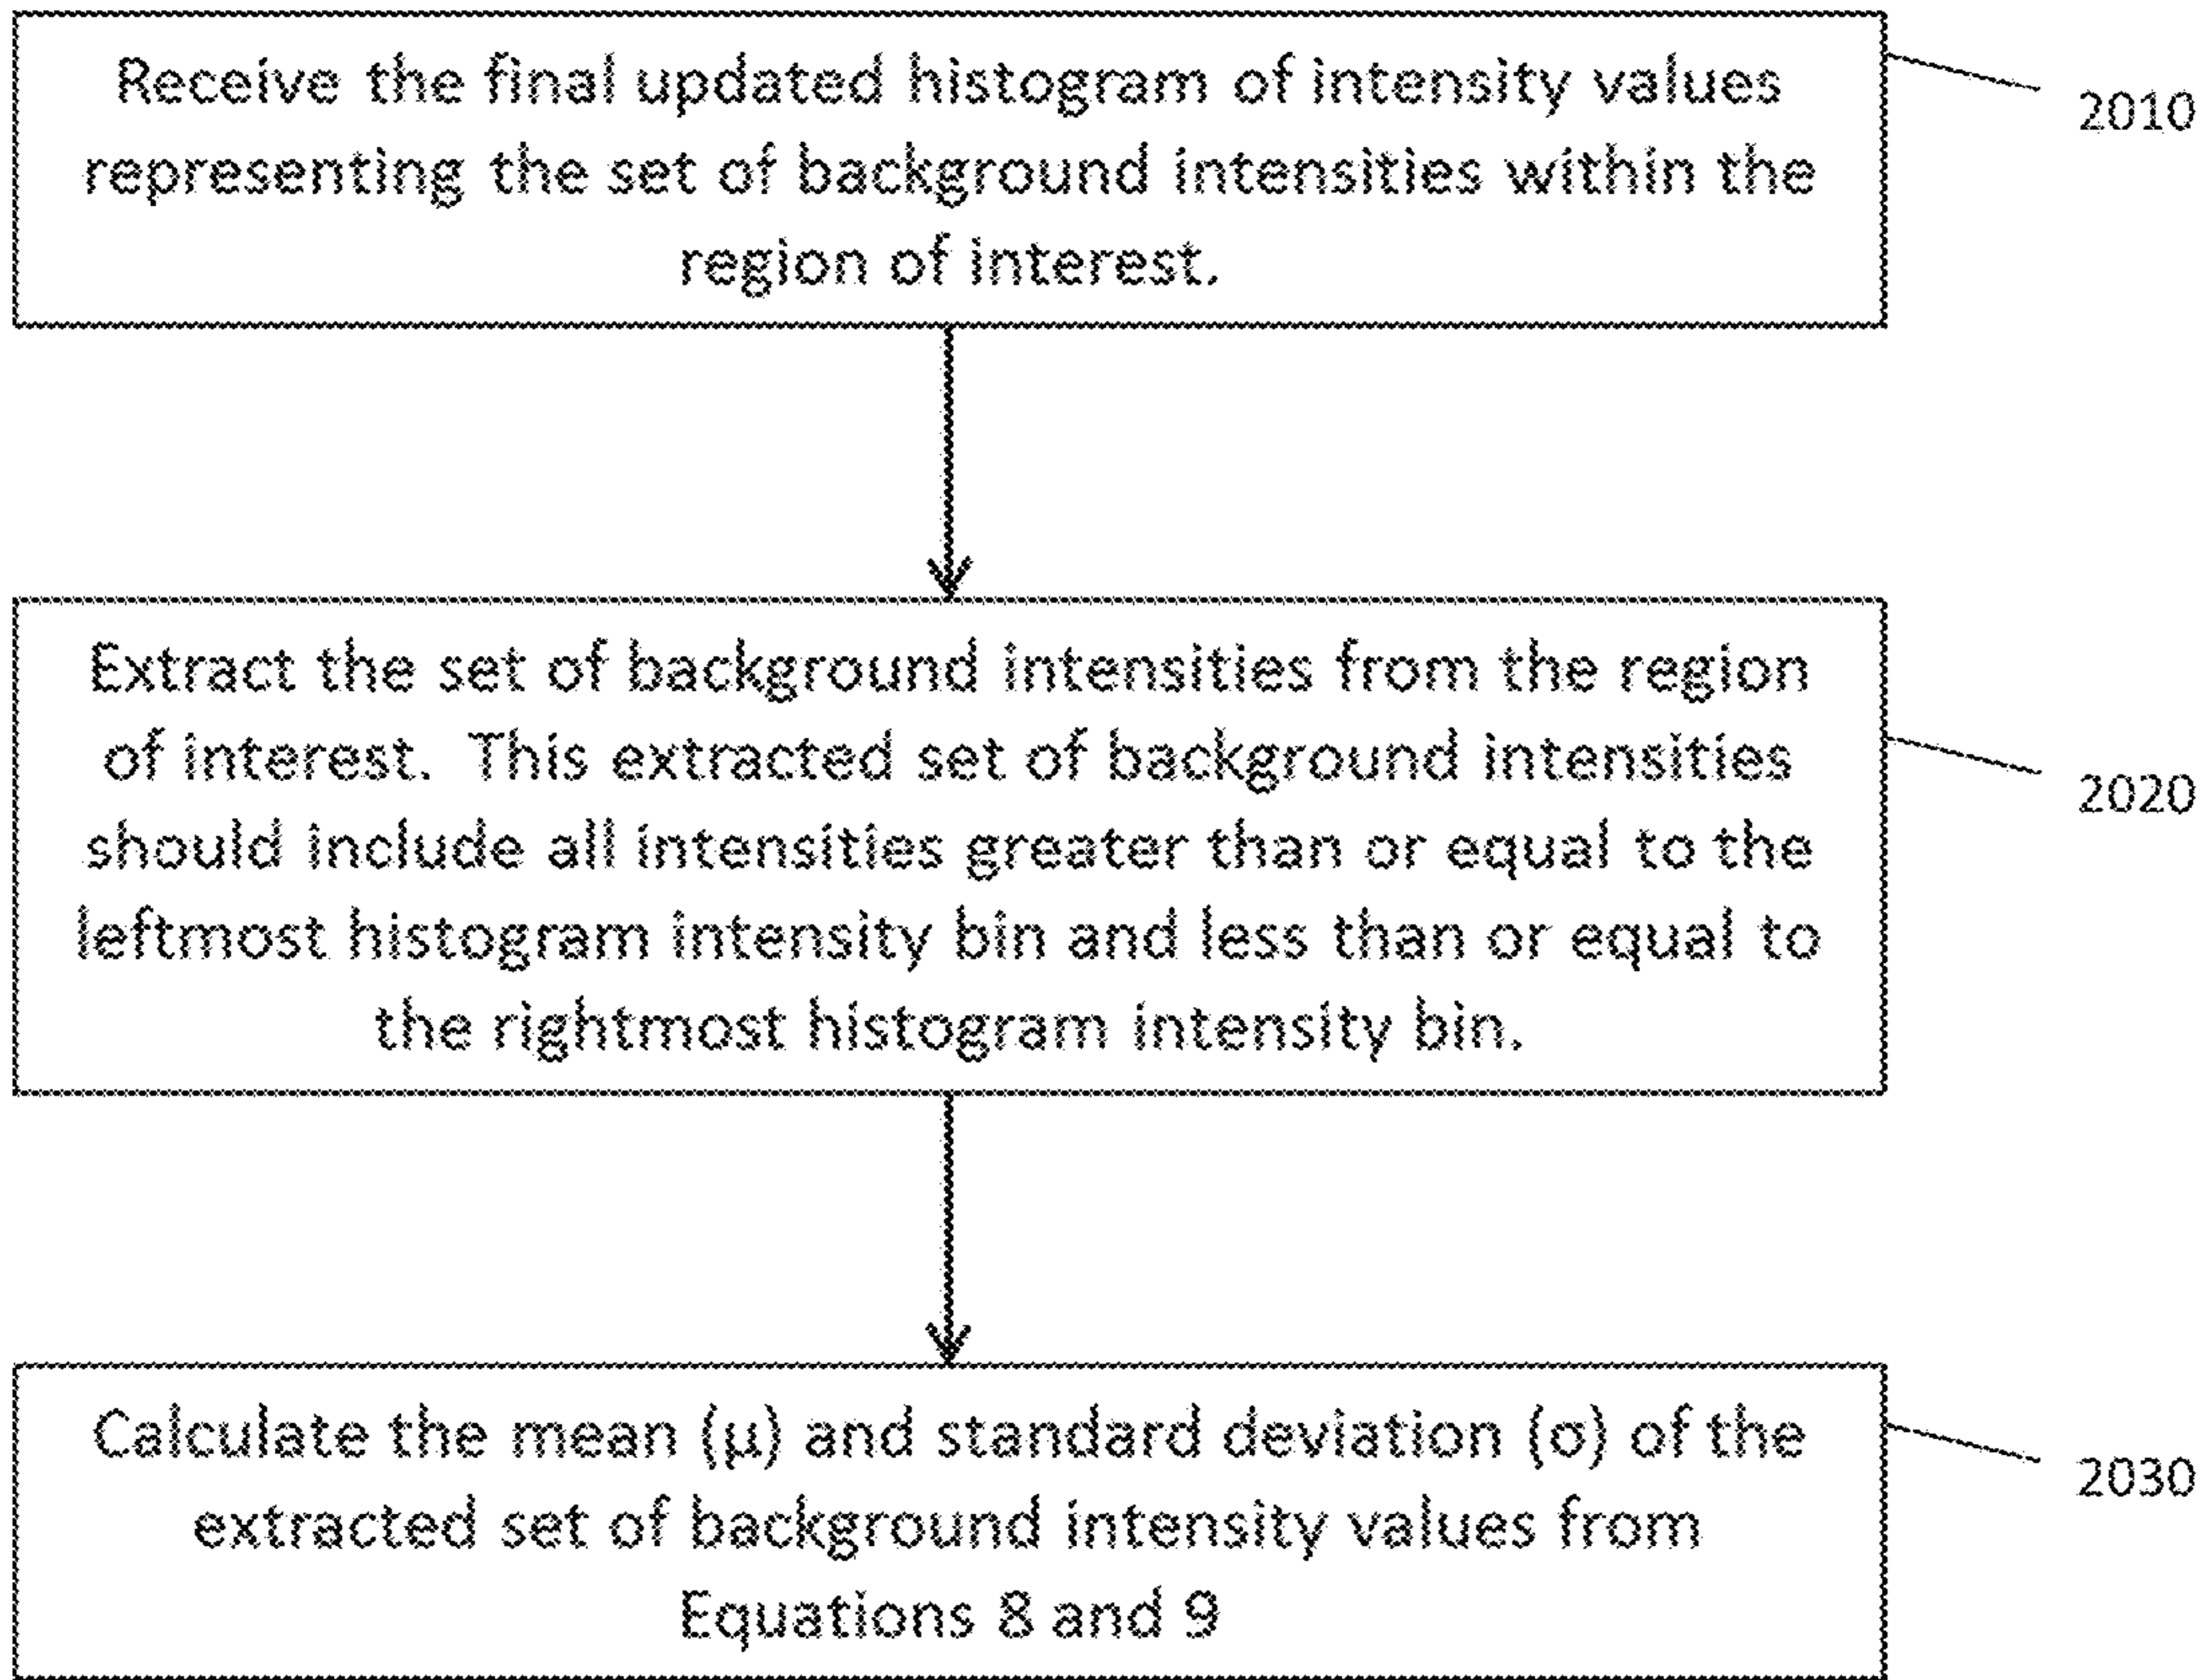 Receive the final updated histogram of intensity values
representing the set of background intensities within the
region of interest.
2010
Extract the set of background intensities from the region
of interest.  This extracted set of background intensities
should include all intensities greater than or equal to the
leftmost histogram intensity bin and less than or equal to
the rightmost histogram intensity bin.
2020
Calculate the mean (µ) and standard deviation (σ) of the
extracted set of background intensity values from
Equations 8 and 9
2030